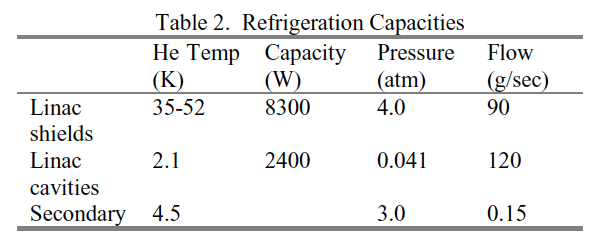 Table 2.  Refrigeration Capacities
He Temp Capacity Pressure Flow
(K) (W) (atm) (g/sec)
Linac 35-52 8300 4.0 90
shields
Linac 2.1 2400 0.041 120
cavities
Secondary 4.5 3.0 0.15